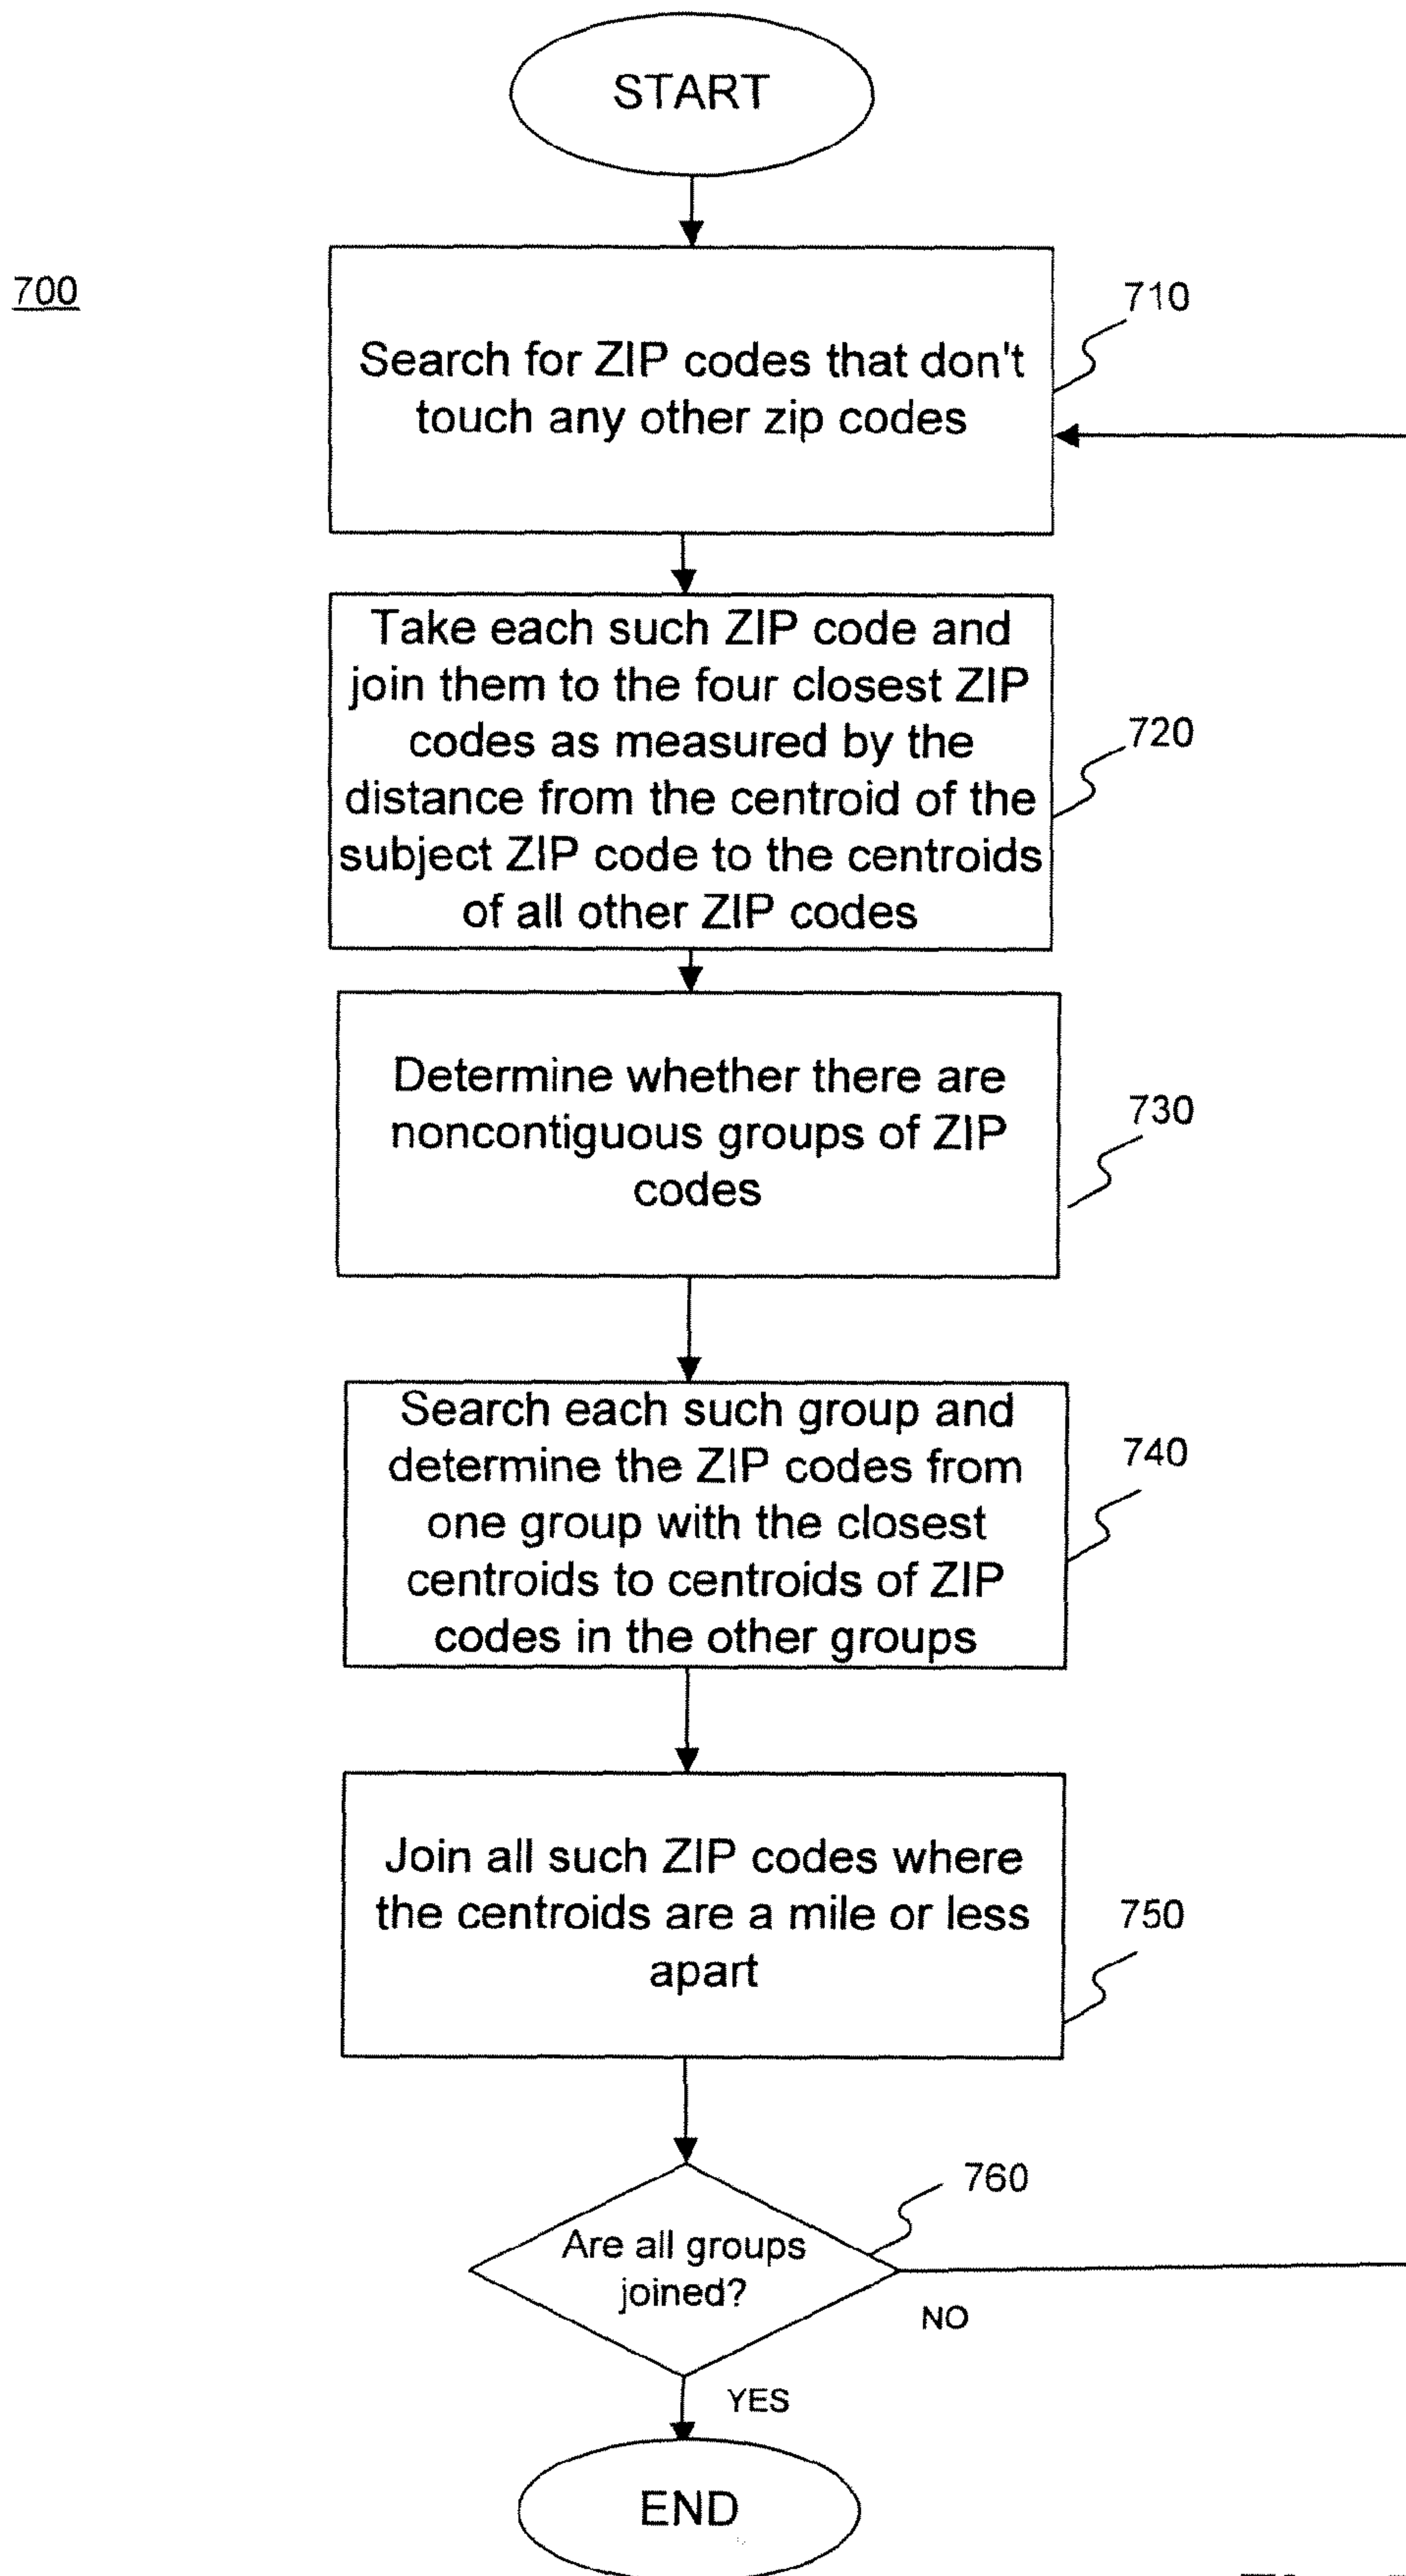 START
700
710
Search for ZIP codes that don't
touch any other zip codes
Take each such ZIP code and
join them to the four closest ZIP
codes as measured by the
distance from the centroid of the
subject ZIP code to the centroids
of all other ZIP codes
720
Determine whether there are
noncontiguous groups of ZIP
codes
730
Search each such group and
determine the ZIP codes from
one group with the closest
centroids to centroids of ZIP
codes in the other groups
740
Join all such ZIP codes where
the centroids are a mile or less
apart
750
760
Are all groups
joined?
NO
YES
END